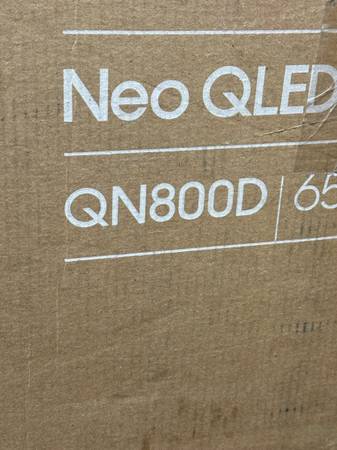 Neo QLED
QN800D | 65